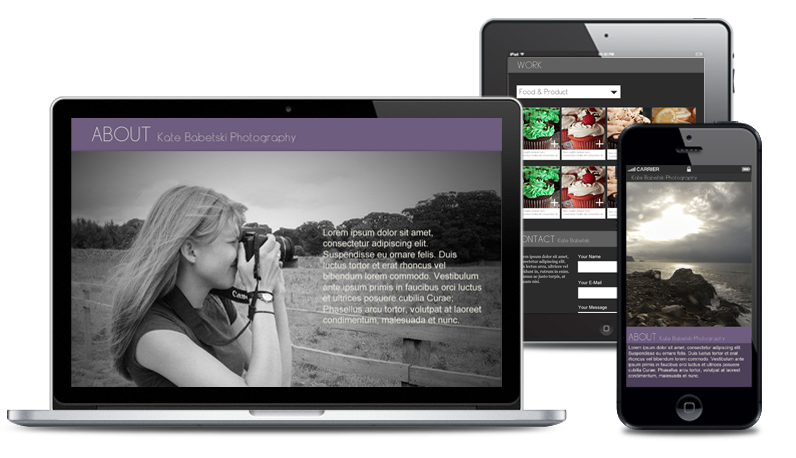 ABOUT Kate Babetski Photography
Lorem ipsum dolor sit amet,
consectetur adipiscing elit.
Suspendisse eu ornare felis. Duis
luctus tortor et erat rhoncus vel
bibendum lorem commodo. Vestibulum
ante ipsum primis in faucibus orci luctus
et ultrices posuere cubilia Curae;
Phasellus arcu tortor, volutpat at laoreet
condimentum, malesuada et nunc.
Canon
iPad
WORK
Food & Product
CONTACT Kate Babetski
Your Name
Your E-Mail
Your Message
CARRIER
Kate Babetski Photography
ABOUT Kate Babetski Photography
Lorem ipsum dolor sit amet, consectetur adipiscing elit.
Suspendisse eu ornare felis. Duis luctus tortor et erat
rhoncus vel bibendum lorem commodo. Vestibulum
ante ipsum primis in faucibus orci luctus et ultrices
posuere cubilia Curae; Phasellus arcu tortor, volutpat at laoreet
condimentum, malesuada et nunc.